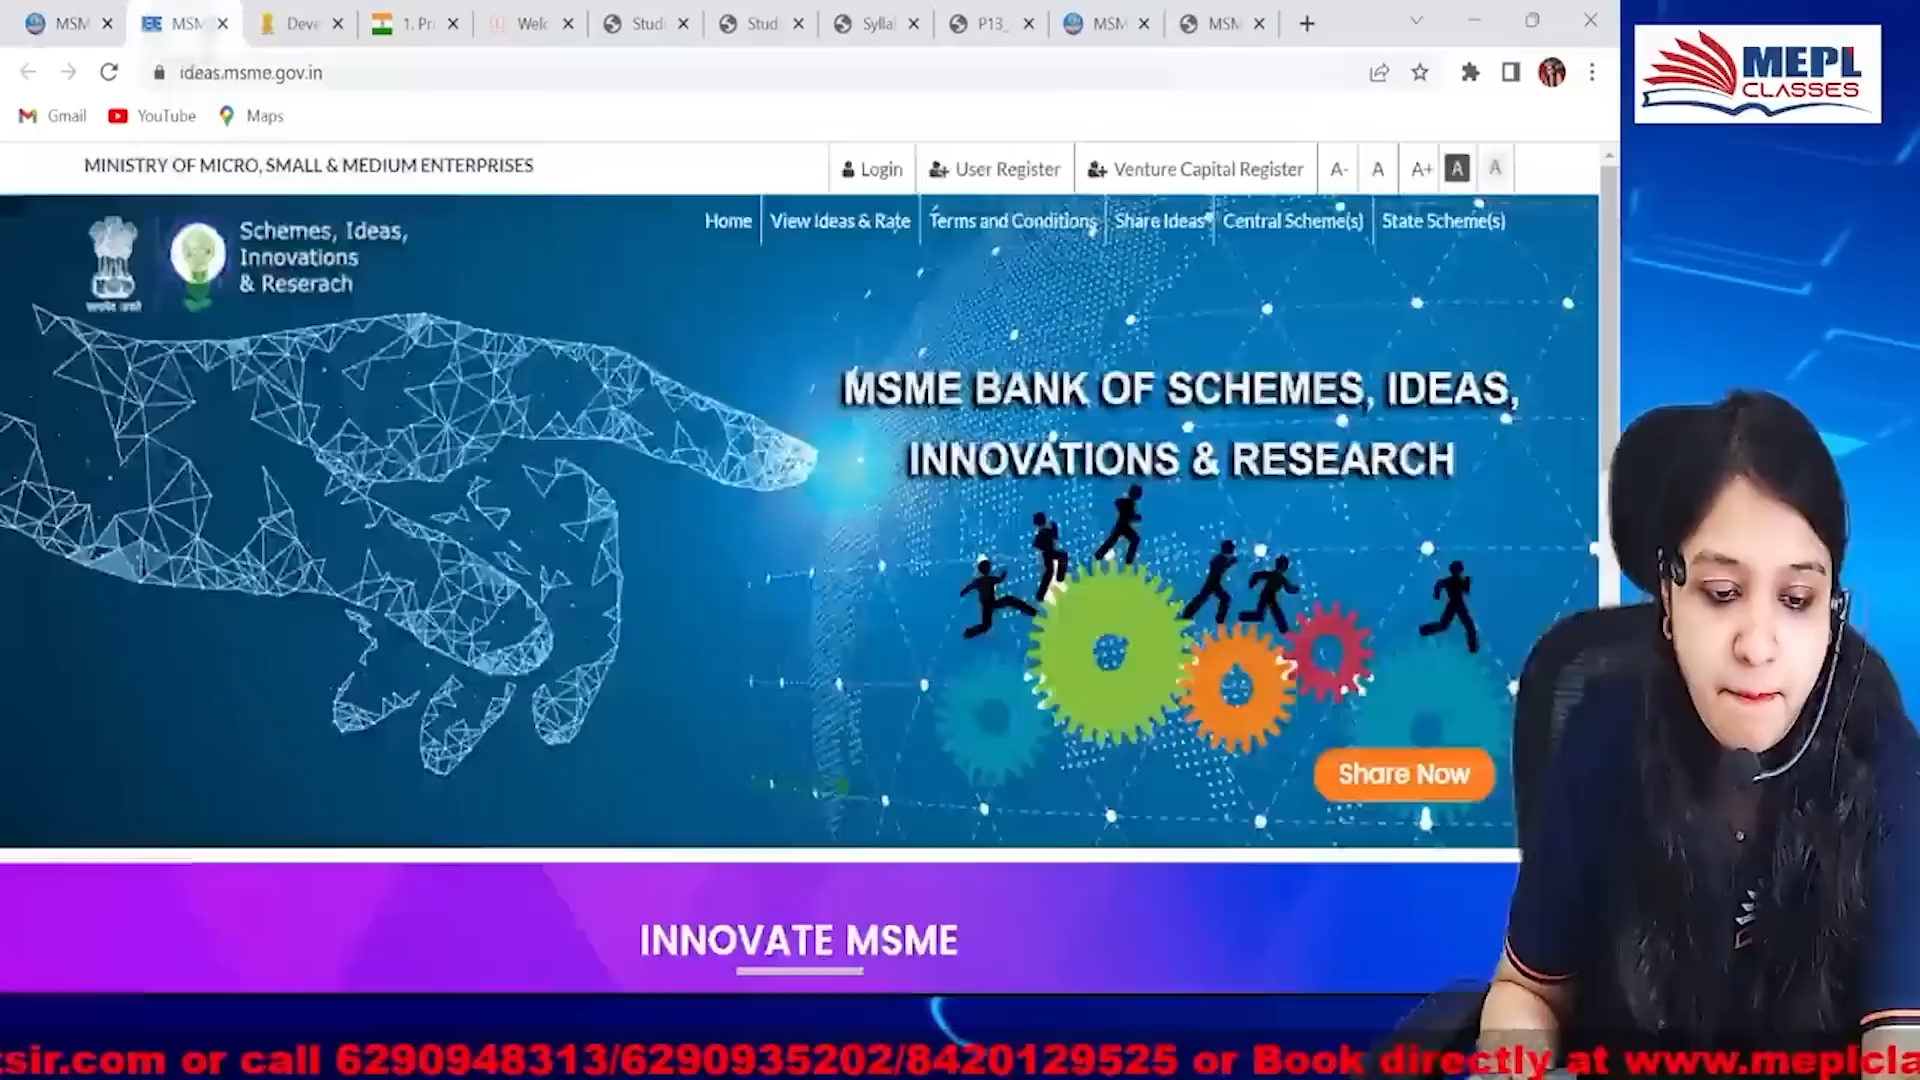 MSM
MSM
Deve
1. Pr
Welc
Studi
Stud
Sylla
P13_
MSM
MSM
ideas.msme.gov.in
Gmail
YouTube
Maps
MEPL
CLASSES
MINISTRY OF MICRO, SMALL & MEDIUM ENTERPRISES
Login
User Register
Venture Capital Register
A-
A
A+
A
A
Schemes, Ideas,
Innovations
& Reserach
Home
View Ideas & Rate
Terms and Conditions
Share Ideas
Central Scheme(s)
State Scheme(s)
MSME BANK OF SCHEMES, IDEAS,
INNOVATIONS & RESEARCH
Share Now
INNOVATE MSME
tsir.com or call 6290948313/6290935202/8420129525 or Book directly at www.meplcla